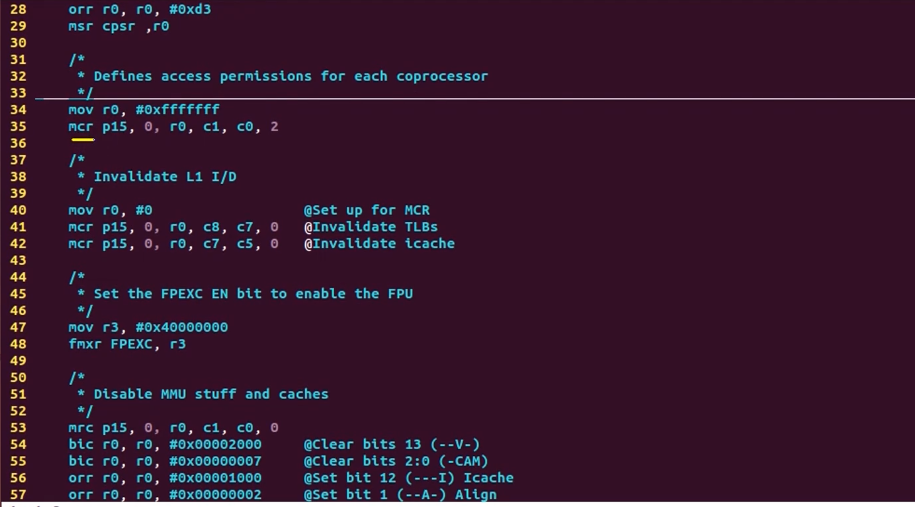 28 orr r0, r0, #0xd3
29 msr cpsr ,r0
30
31 /*
32 * Defines access permissions for each coprocessor
33 */
34 mov r0, #0xfffffff
35 mcr p15, 0, r0, c1, c0, 2
36
37 /*
38 * Invalidate L1 I/D
39 */
40 mov r0, #0 @Set up for MCR
41 mcr p15, 0, r0, c8, c7, 0 @Invalidate TLBs
42 mcr p15, 0, r0, c7, c5, 0 @Invalidate icache
43
44 /*
45 * Set the FPEXC EN bit to enable the FPU
46 */
47 mov r3, #0x40000000
48 fmxr FPEXC, r3
49
50 /*
51 * Disable MMU stuff and caches
52 */
53 mrc p15, 0, r0, c1, c0, 0
54 bic r0, r0, #0x00002000 @Clear bits 13 (--V-)
55 bic r0, r0, #0x00000007 @Clear bits 2:0 (-CAM)
56 orr r0, r0, #0x00001000 @Set bit 12 (---I) Icache
57 orr r0, r0, #0x00000002 @Set bit 1 (--A-) Align